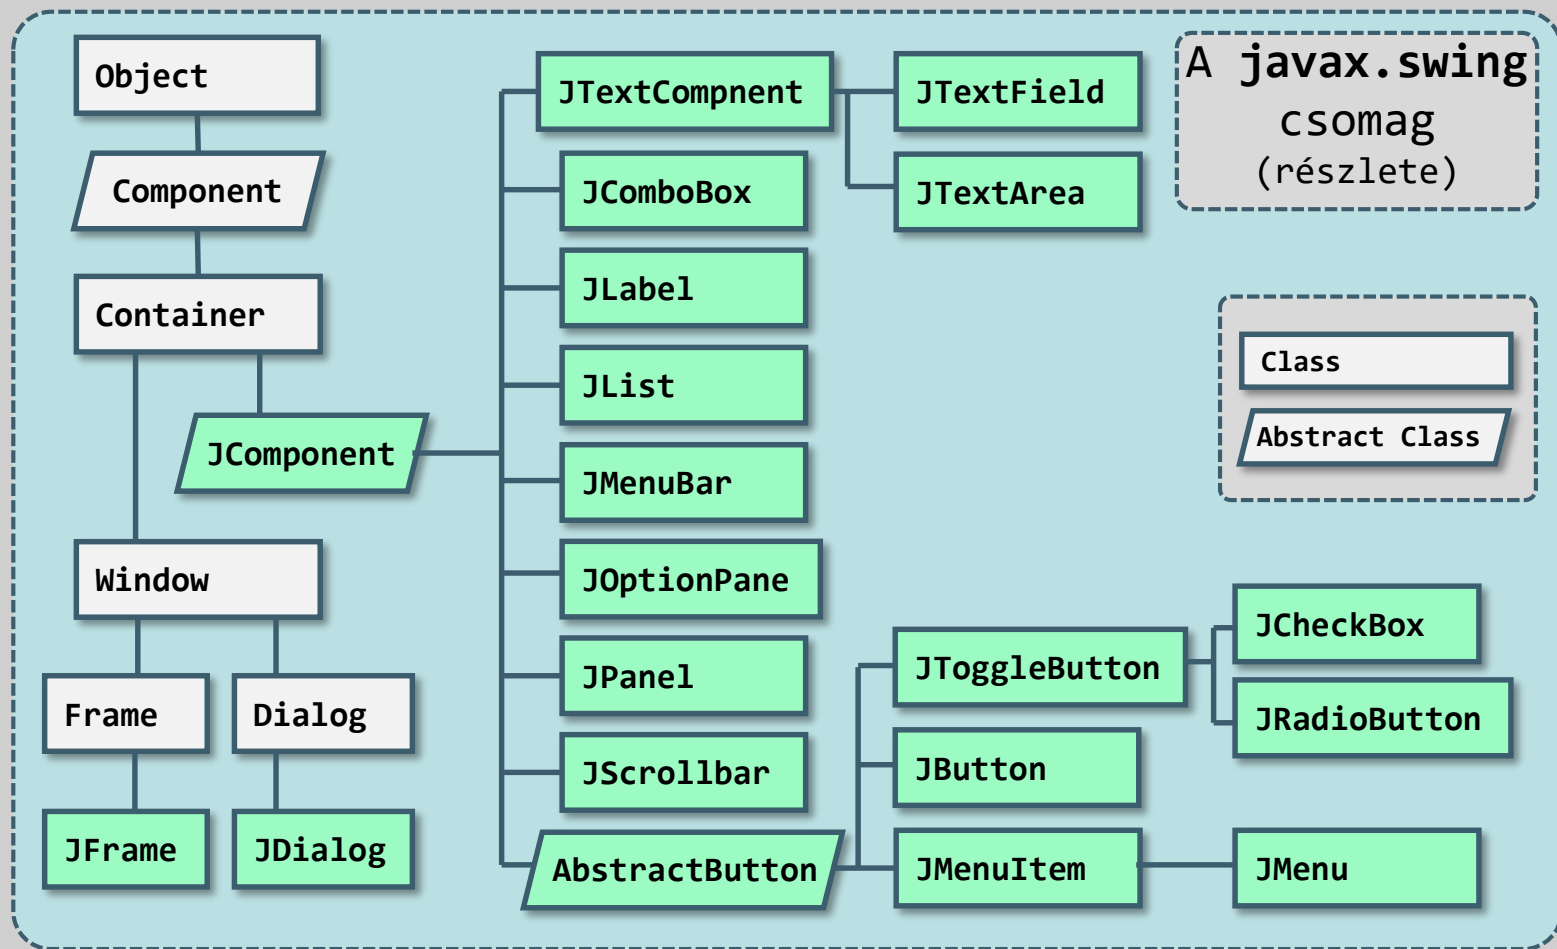 Object
Component
Container
JComponent
Window
Frame
Dialog
JFrame
JDialog
JTextCompnent
JComboBox
JLabel
JList
JMenuBar
JOptionPane
JPanel
JScrollbar
AbstractButton
JTextField
JTextArea
JToggleButton
JButton
JMenuItem
JCheckBox
JRadioButton
JMenu
A javax.swing
csomag
(részlete)
Class
Abstract Class